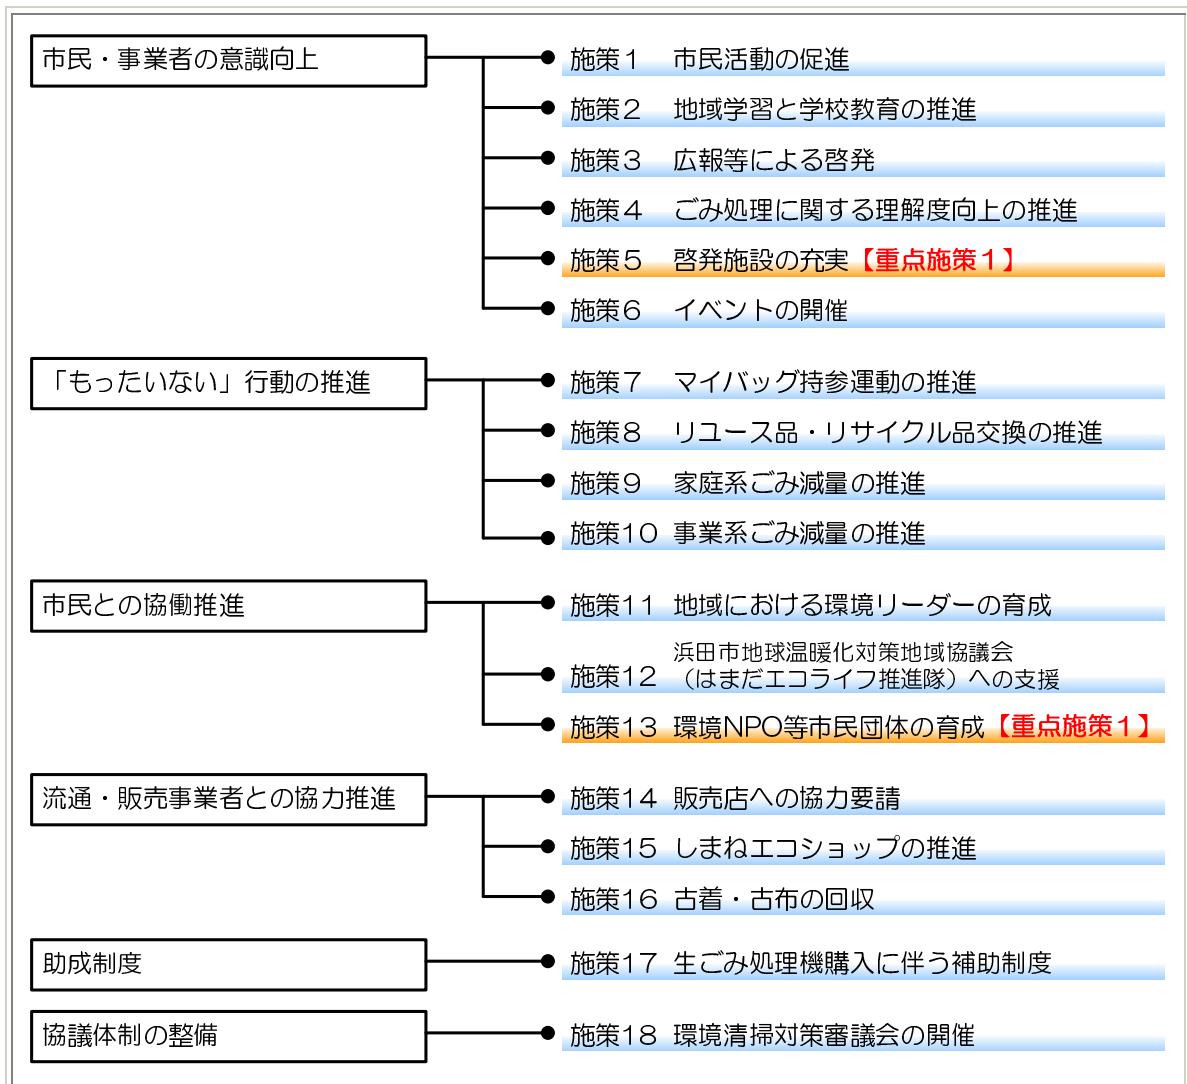 市民・事業者の意識向上
施策１　市民活動の促進
施策２　地域学習と学校教育の推進
施策３　広報等による啓発
施策４　ごみ処理に関する理解度向上の推進
施策５　啓発施設の充実【重点施策１】
施策６　イベントの開催
「もったいない」行動の推進
施策７　マイバッグ持参運動の推進
施策８　リユース品・リサイクル品交換の推進
施策９　家庭系ごみ減量の推進
施策10　事業系ごみ減量の推進
市民との協働推進
施策11　地域における環境リーダーの育成
施策12　浜田市地球温暖化対策地域協議会
（はまだエコライフ推進隊）への支援
施策13　環境NPO等市民団体の育成【重点施策１】
流通・販売事業者との協力推進
施策14　販売店への協力要請
施策15　しまねエコショップの推進
施策16　古着・古布の回収
助成制度
施策17　生ごみ処理機購入に伴う補助制度
協議体制の整備
施策18　環境清掃対策審議会の開催